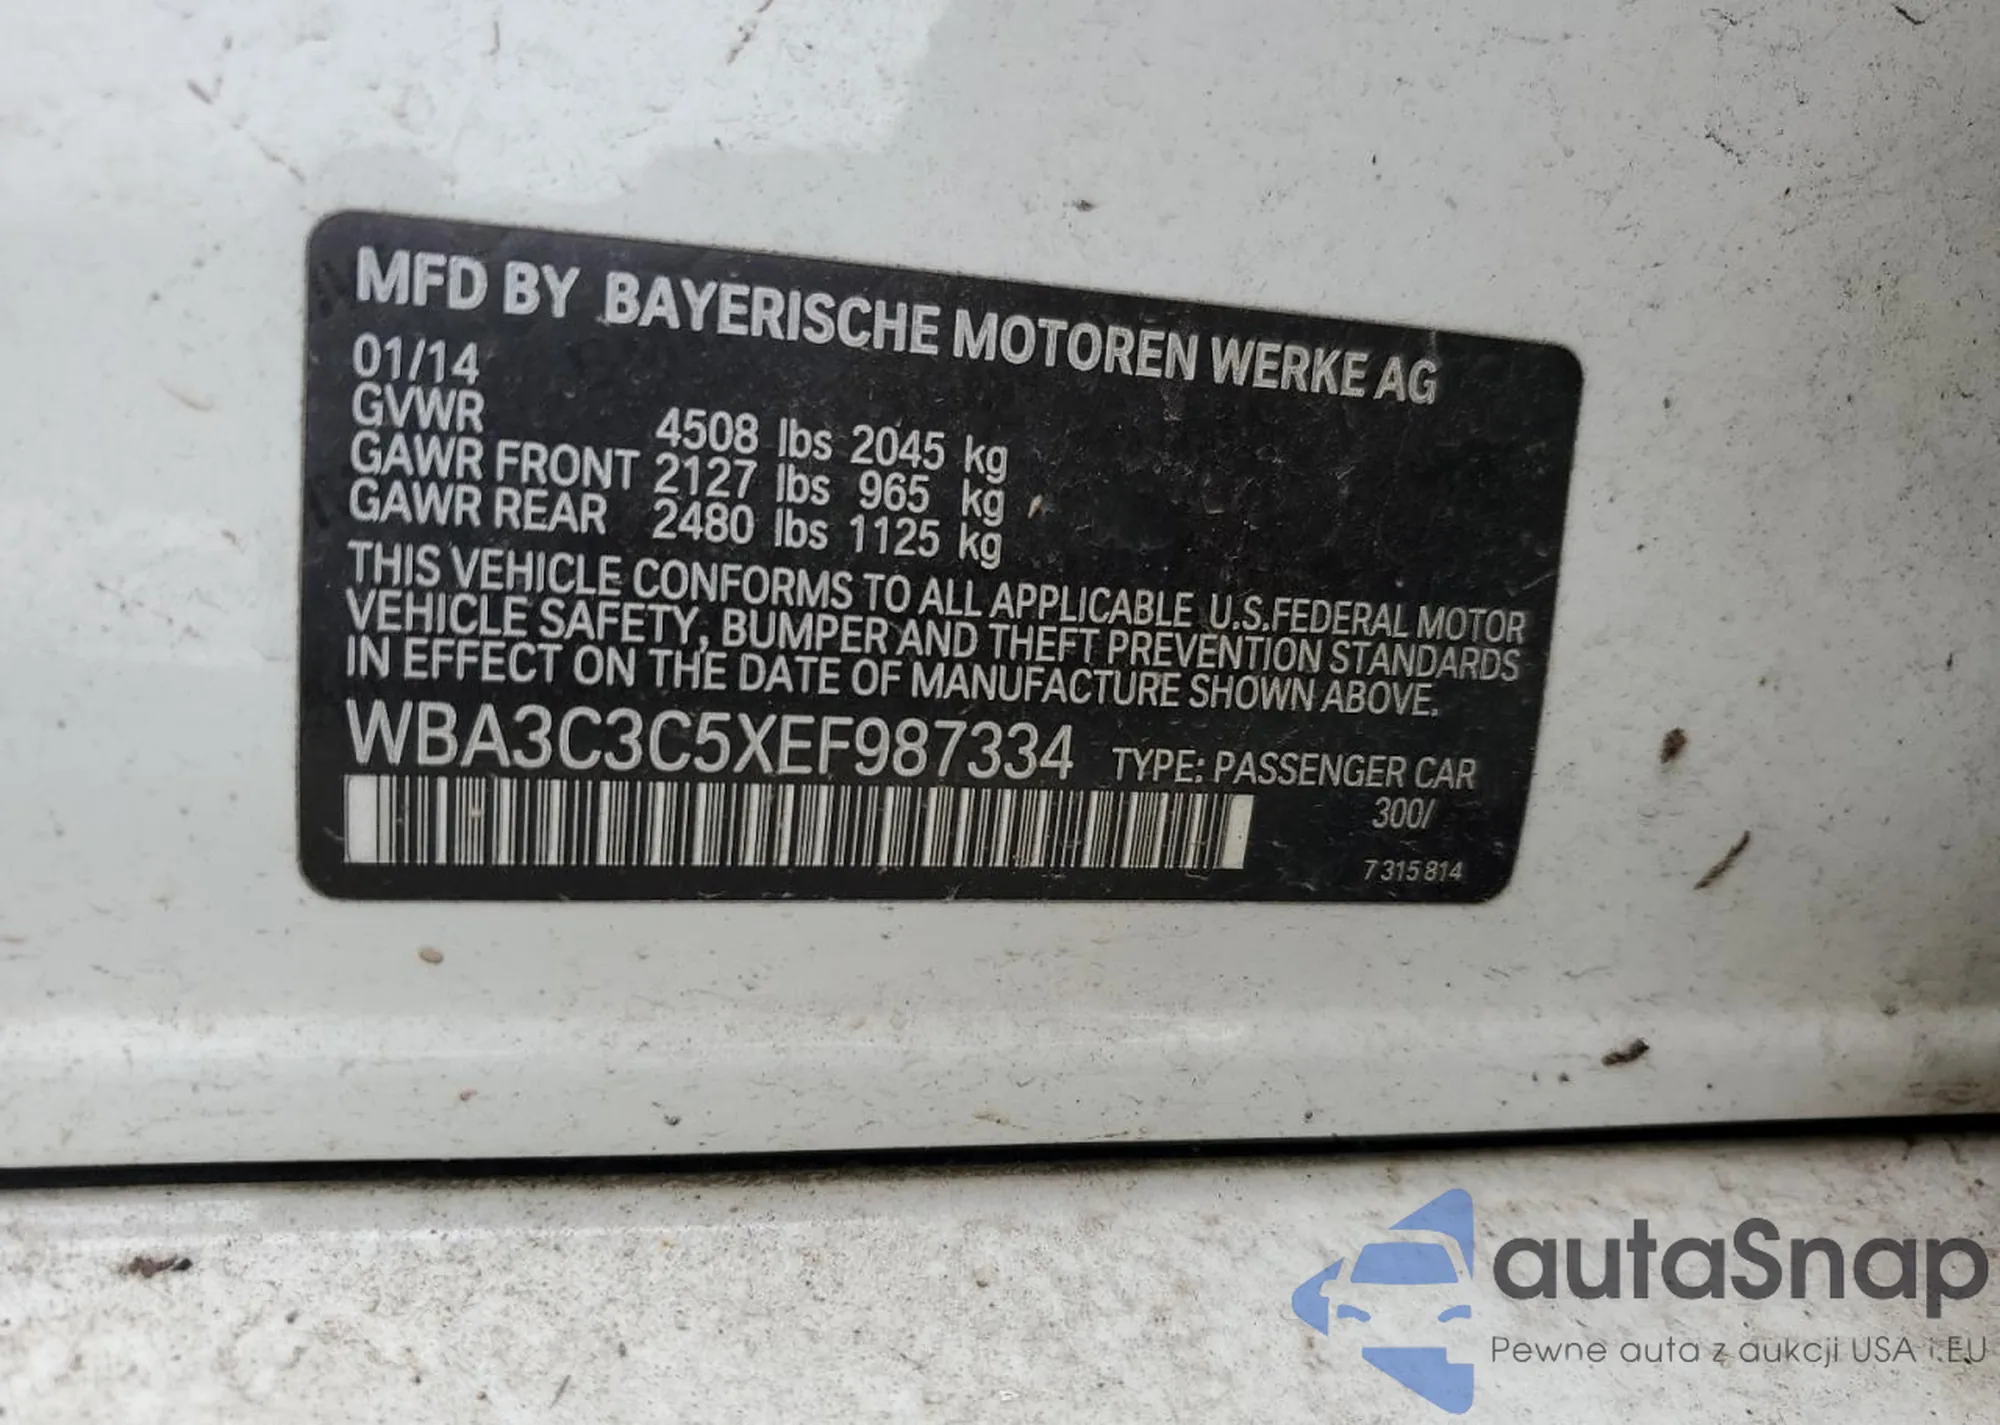 MFD BY BAYERISCHE MOTOREN WERKE AG
01/14
GVWR 4508 lbs 2045 kg
GAWR FRONT 2127 lbs 965 kg
GAWR REAR 2480 lbs 1125 kg
THIS VEHICLE CONFORMS TO ALL APPLICABLE U.S.FEDERAL MOTOR
VEHICLE SAFETY, BUMPER AND THEFT PREVENTION STANDARDS
IN EFFECT ON THE DATE OF MANUFACTURE SHOWN ABOVE.
WBA3C3C5XEF987334 TYPE: PASSENGER CAR
300/
7 315 814
autaSnap
Pewne auta z aukcji USA i EU